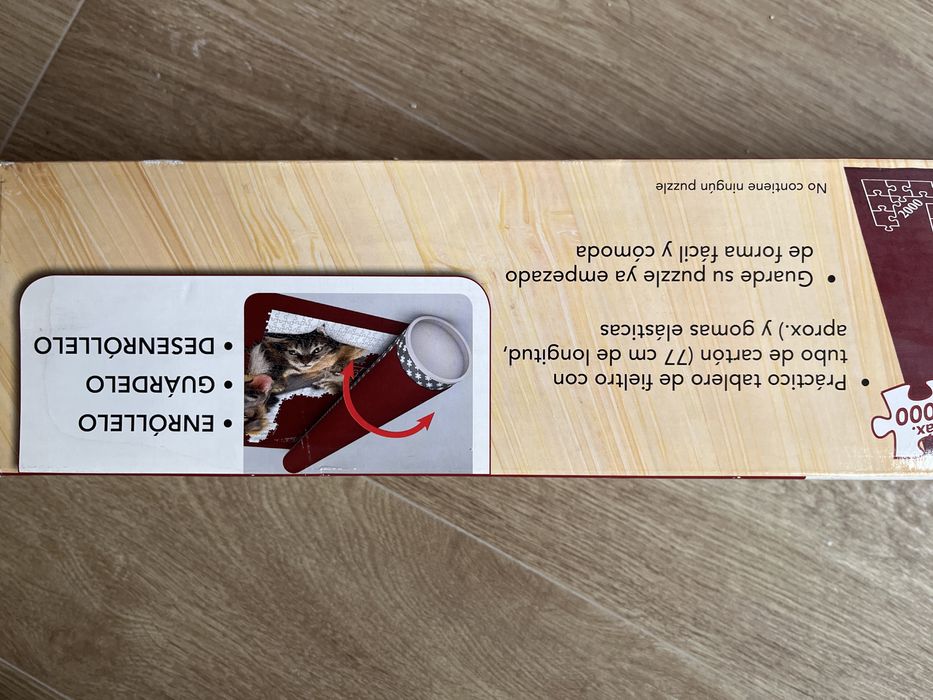 • Práctico tablero de fieltro con
tubo de cartón (77 cm de longitud,
aprox.) y gomas elásticas
• Guarde su puzzle ya empezado
de forma fácil y cómoda
No contiene ningún puzzle
• ENRÓLLELO
• GUÁRDELO
• DESENRÓLLELO
2000